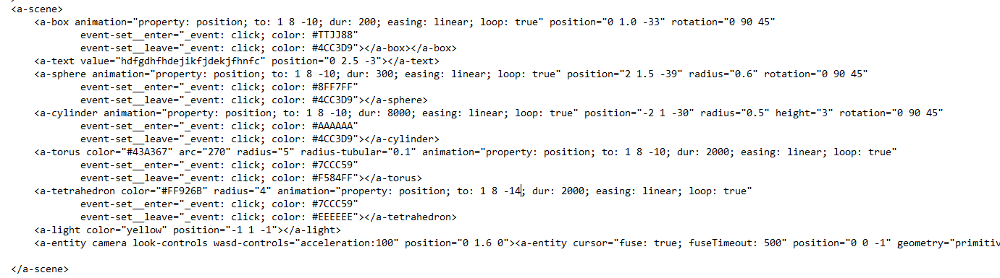 <a-scene>
    <a-box animation="property: position; to: 1 8 -10; dur: 200; easing: linear; loop: true" position="0 1.0 -33" rotation="0 90 45"
            event-set__enter="_event: click; color: #TTJJ88"
            event-set__leave="_event: click; color: #4CC3D9"></a-box></a-box>
    <a-text value="hdfgdhfhdejikfjdekjfhnfc" position="0 2.5 -3"></a-text>
    <a-sphere animation="property: position; to: 1 8 -10; dur: 300; easing: linear; loop: true" position="2 1.5 -39" radius="0.6" rotation="0 90 45"
            event-set__enter="_event: click; color: #8FF7FF"
            event-set__leave="_event: click; color: #4CC3D9"></a-sphere>
    <a-cylinder animation="property: position; to: 1 8 -10; dur: 8000; easing: linear; loop: true" position="-2 1 -30" radius="0.5" height="3" rotation="0 90 45"
            event-set__enter="_event: click; color: #AAAAAA"
            event-set__leave="_event: click; color: #4CC3D9"></a-cylinder>
    <a-torus color="#43A367" arc="270" radius="5" radius-tubular="0.1" animation="property: position; to: 1 8 -10; dur: 2000; easing: linear; loop: true"
            event-set__enter="_event: click; color: #7CCC59"
            event-set__leave="_event: click; color: #F584FF"></a-torus>
    <a-tetrahedron color="#FF926B" radius="4" animation="property: position; to: 1 8 -14; dur: 2000; easing: linear; loop: true"
            event-set__enter="_event: click; color: #7CCC59"
            event-set__leave="_event: click; color: #EEEEEE"></a-tetrahedron>
    <a-light color="yellow" position="-1 1 -1"></a-light>
    <a-entity camera look-controls wasd-controls="acceleration:100" position="0 1.6 0"><a-entity cursor="fuse: true; fuseTimeout: 500" position="0 0 -1" geometry="primitiv
</a-scene>